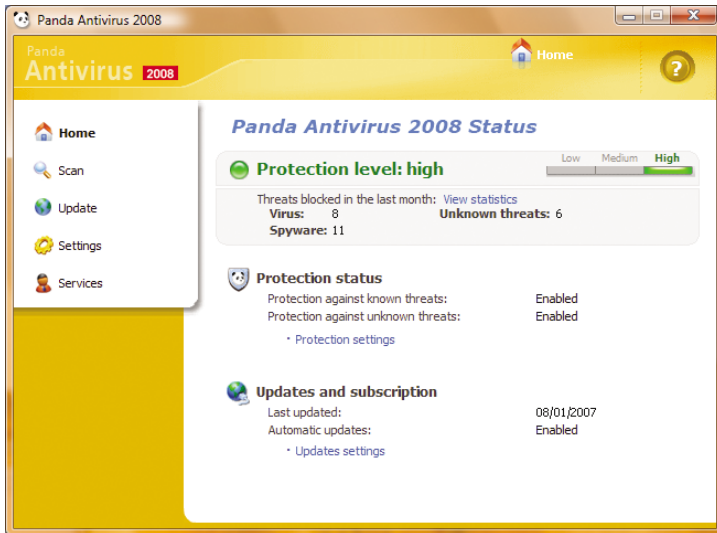 Panda Antivirus 2008
Panda
Antivirus 2008
Home
?
Home
Scan
Update
Settings
Services
Panda Antivirus 2008 Status
Protection level: high
Low Medium High
Threats blocked in the last month: View statistics
Virus: 8 Unknown threats: 6
Spyware: 11
Protection status
Protection against known threats: Enabled
Protection against unknown threats: Enabled
· Protection settings
Updates and subscription
Last updated: 08/01/2007
Automatic updates: Enabled
· Updates settings